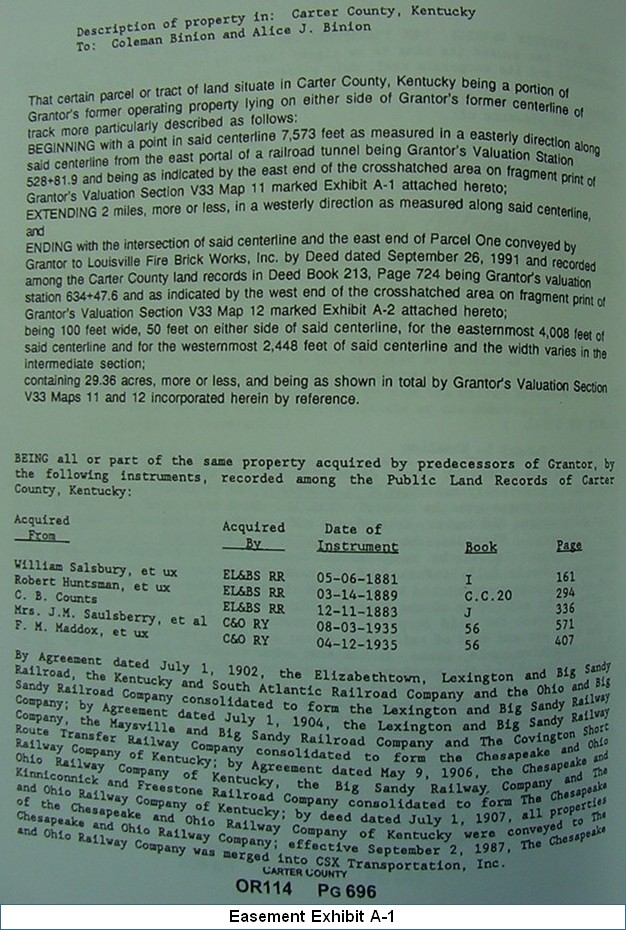 Description of property in: Carter County, Kentucky
To: Coleman Binion and Alice J. Binion
That certain parcel or tract of land situate in Carter County, Kentucky being a portion of
Grantor's former operating property lying on either side of Grantor's former centerline of
track more particularly described as follows:
BEGINNING with a point in said centerline 7,573 feet as measured in a easterly direction along
said centerline from the east portal of a railroad tunnel being Grantor's Valuation Station
528+81.9 and being as indicated by the east end of the crosshatched area on fragment print of
Grantor's Valuation Section V33 Map 11 marked Exhibit A-1 attached hereto;
EXTENDING 2 miles, more or less, in a westerly direction as measured along said centerline,
and
ENDING with the intersection of said centerline and the east end of Parcel One conveyed by
Grantor to Louisville Fire Brick Works, Inc. by Deed dated September 26, 1991 and recorded
among the Carter County land records in Deed Book 213, Page 724 being Grantor's valuation
station 634+47.6 and as indicated by the west end of the crosshatched area on fragment print of
Grantor's Valuation Section V33 Map 12 marked Exhibit A-2 attached hereto;
being 100 feet wide, 50 feet on either side of said centerline, for the easternmost 4,008 feet of
said centerline and for the westernmost 2,448 feet of said centerline and the width varies in the
intermediate section;
containing 29.36 acres, more or less, and being as shown in total by Grantor's Valuation Section
V33 Maps 11 and 12 incorporated herein by reference.
BEING all or part of the same property acquired by predecessors of Grantor, by
the following instruments, recorded among the Public Land Records of Carter
County, Kentucky:
Acquired From Acquired By Date of Instrument Book Page
William Salsbury, et ux EL&BS RR 05-06-1881 I 161
Robert Huntsman, et ux EL&BS RR 03-14-1889 C.C.20 294
C. B. Counts EL&BS RR 12-11-1883 J 336
Mrs. J.M. Saulsberry, et al C&O RY 08-03-1935 56 571
F. M. Maddox, et ux C&O RY 04-12-1935 56 407
By Agreement dated July 1, 1902, the Elizabethtown, Lexington and Big Sandy
Railroad, the Kentucky and South Atlantic Railroad Company and the Ohio and Big
Sandy Railroad Company consolidated to form the Lexington and Big Sandy Railway
Company; by Agreement dated July 1, 1904, the Lexington and Big Sandy Railway
Company, the Maysville and Big Sandy Railroad Company and The Covington Short
Route Transfer Railway Company consolidated to form the Chesapeake and Ohio
Railway Company of Kentucky; by Agreement dated May 9, 1906, the Chesapeake and
Ohio Railway Company of Kentucky, the Big Sandy Railway Company and The
Kinniconnick and Freestone Railroad Company consolidated to form The Chesapeake
and Ohio Railway Company of Kentucky; by deed dated July 1, 1907, all properties
of the Chesapeake and Ohio Railway Company of Kentucky were conveyed to The
Chesapeake and Ohio Railway Company; effective September 2, 1987, The Chesapeake
and Ohio Railway Company was merged into CSX Transportation, Inc.
CARTER COUNTY
OR114 PG 696
Easement Exhibit A-1